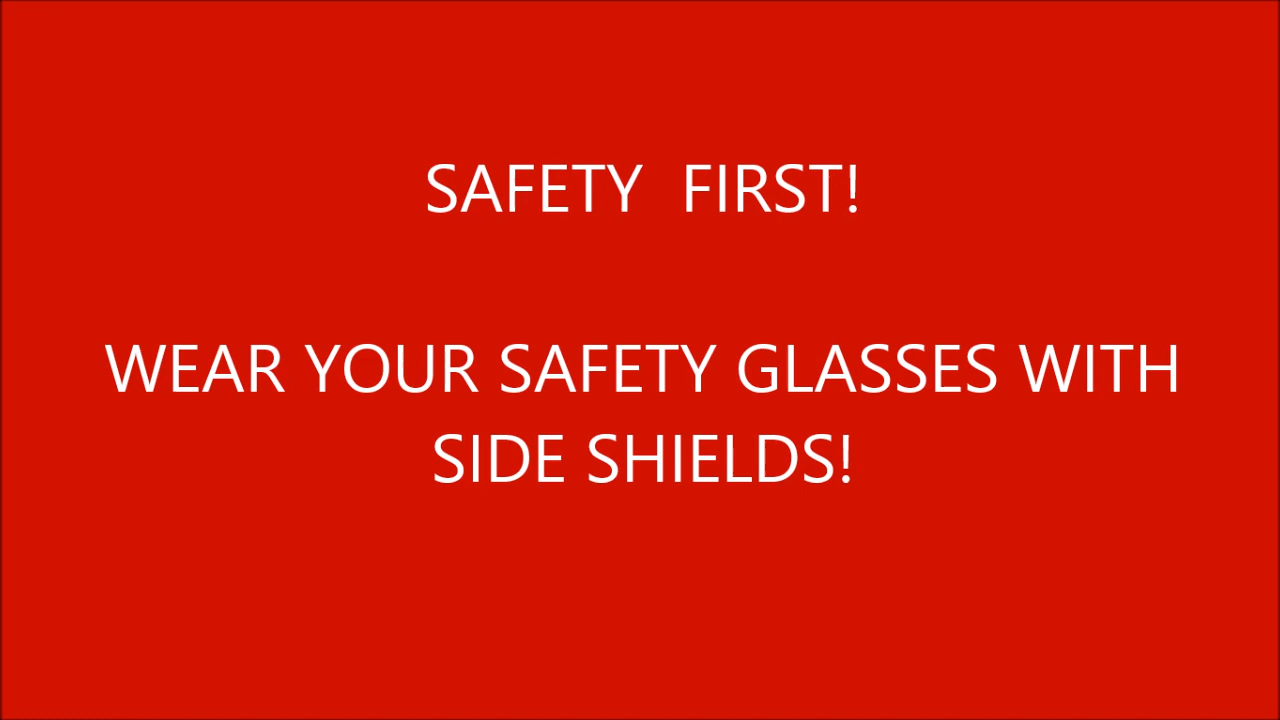 SAFETY  FIRST!
WEAR YOUR SAFETY GLASSES WITH
SIDE SHIELDS!